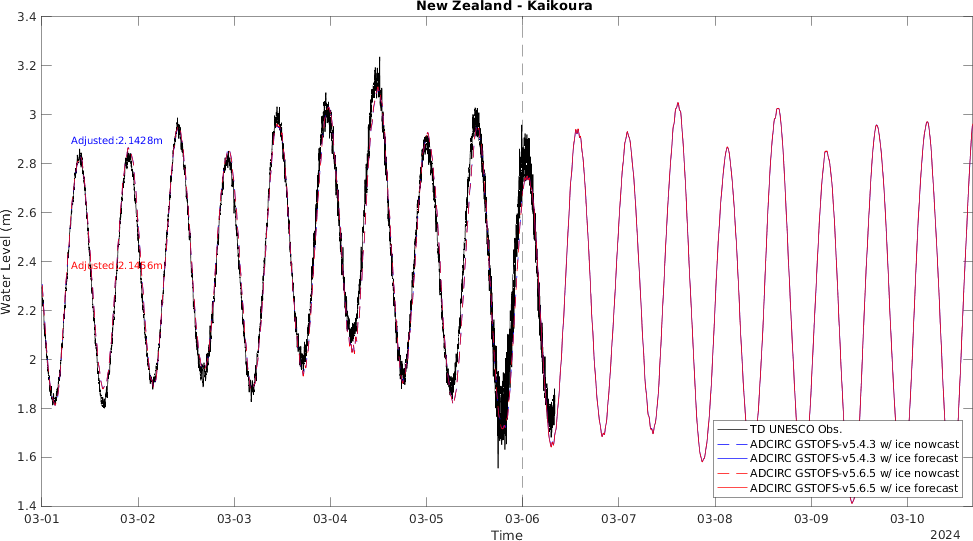 New Zealand - Kaikoura
3.4
3.2
3
2.8
2.6
2.4
2.2
2
1.8
1.6
1.4
Water Level (m)
Adjusted:2.1428m
Adjusted:2.1456m
TD UNESCO Obs.
ADCIRC GSTOFS-v5.4.3 w/ ice nowcast
ADCIRC GSTOFS-v5.4.3 w/ ice forecast
ADCIRC GSTOFS-v5.6.5 w/ ice nowcast
ADCIRC GSTOFS-v5.6.5 w/ ice forecast
03-01 03-02 03-03 03-04 03-05 03-06 03-07 03-08 03-09 03-10
Time
2024